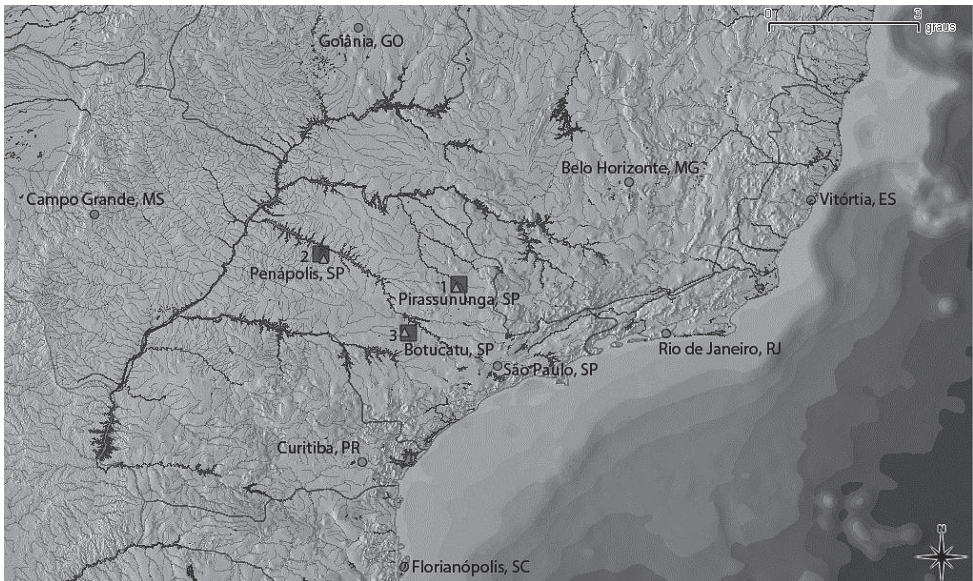 0 3
graus
Goiânia, GO
Belo Horizonte, MG
Campo Grande, MS
Vitórtia, ES
2
Penápolis, SP
1
Pirassununga, SP
3
Botucatu, SP
Rio de Janeiro, RJ
São Paulo, SP
Curitiba, PR
N
Florianópolis, SC